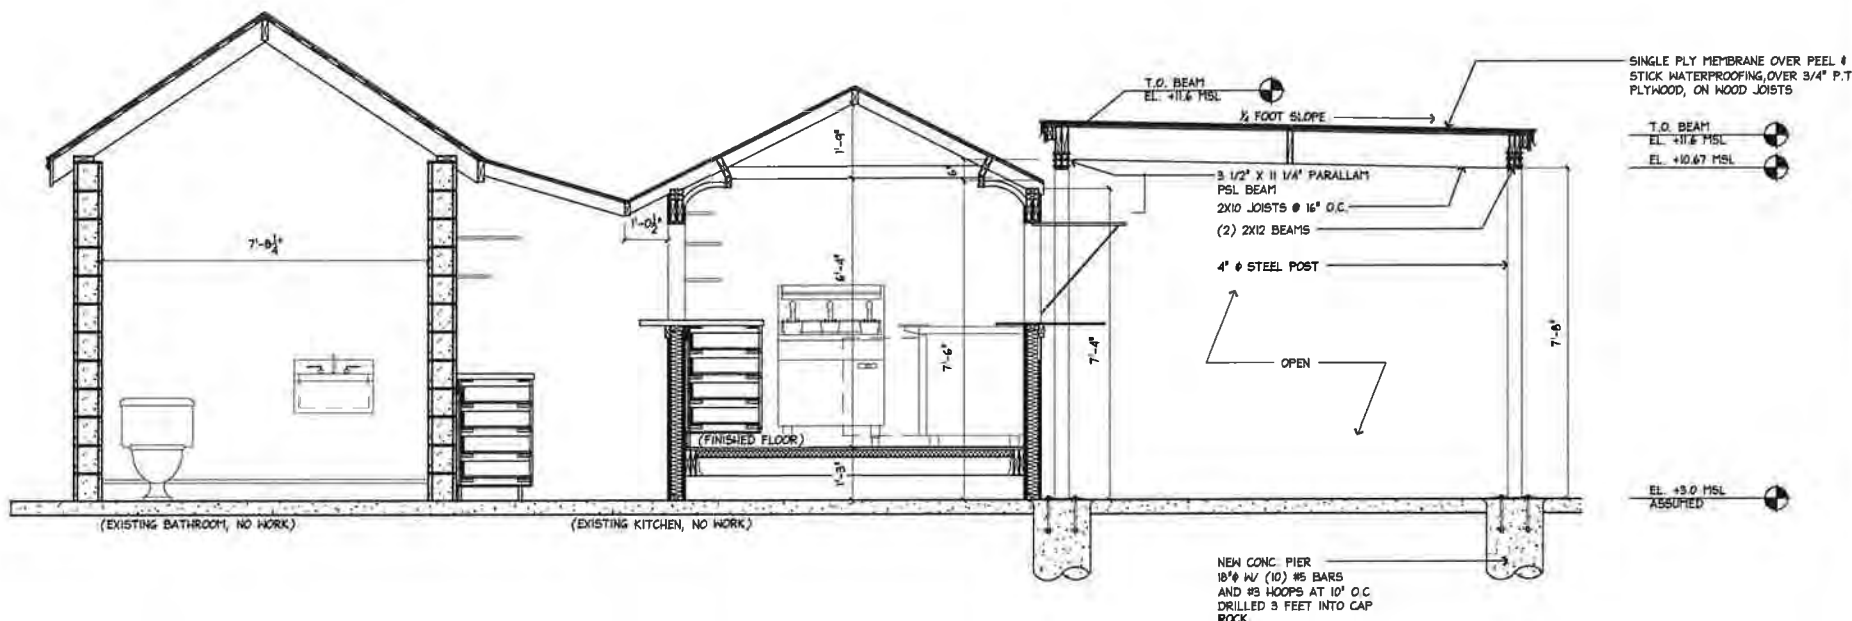 SINGLE PLY MEMBRANE OVER PEEL &
STICK WATERPROOFING, OVER 3/4" P.T
PLYWOOD, ON WOOD JOISTS
T.O. BEAM
EL. +11.6 MSL
¼ FOOT SLOPE
T.O. BEAM
EL. +11.6 MSL
EL. +10.67 MSL
1'-9"
3 1/2" X 11 1/4" PARALLAM
PSL BEAM
2X10 JOISTS @ 16" O.C.
(2) 2X12 BEAMS
4" ϕ STEEL POST
1'-0½"
7'-8¼"
6'-4"
7'-6"
7'-4"
7'-8"
OPEN
(FINISHED FLOOR)
1'-3"
EL. +3.0 MSL
ASSUMED
(EXISTING BATHROOM, NO WORK)
(EXISTING KITCHEN, NO WORK)
NEW CONC PIER
18"ϕ W/ (10) #5 BARS
AND #3 HOOPS AT 10" O.C
DRILLED 3 FEET INTO CAP
ROCK.